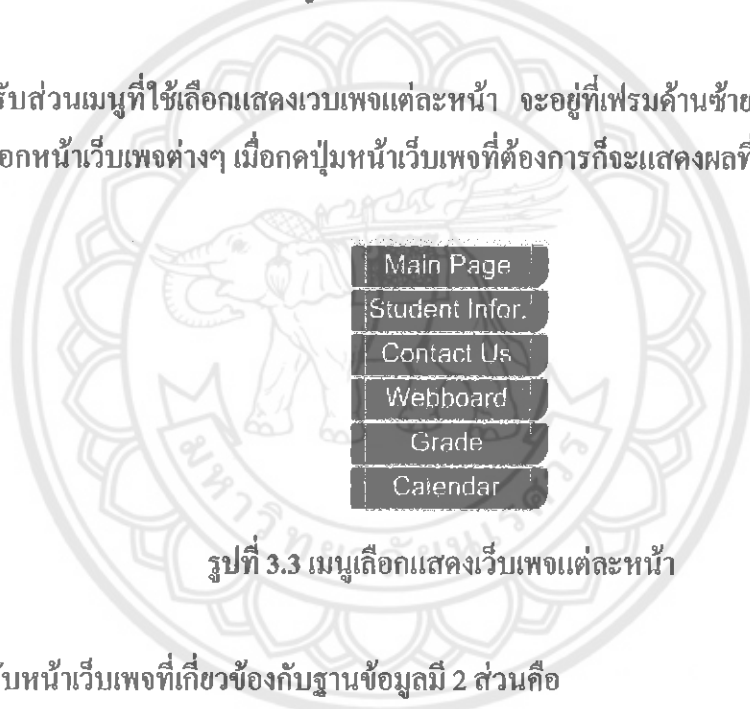 รับส่วนเมนูที่ใช้เลือกแสดงเวบเพจแต่ละหน้า จะอยู่ที่เฟรมด้านซ้าย
อกหน้าเว็บเพจต่างๆ เมื่อกดปุ่มหน้าเว็บเพจที่ต้องการก็จะแสดงผลที่
Main Page
Student Infor.
Contact Us
Webboard
Grade
Calendar
รูปที่ 3.3 เมนูเลือกแสดงเว็บเพจแต่ละหน้า
บหน้าเว็บเพจที่เกี่ยวข้องกับฐานข้อมูลมี 2 ส่วนคือ